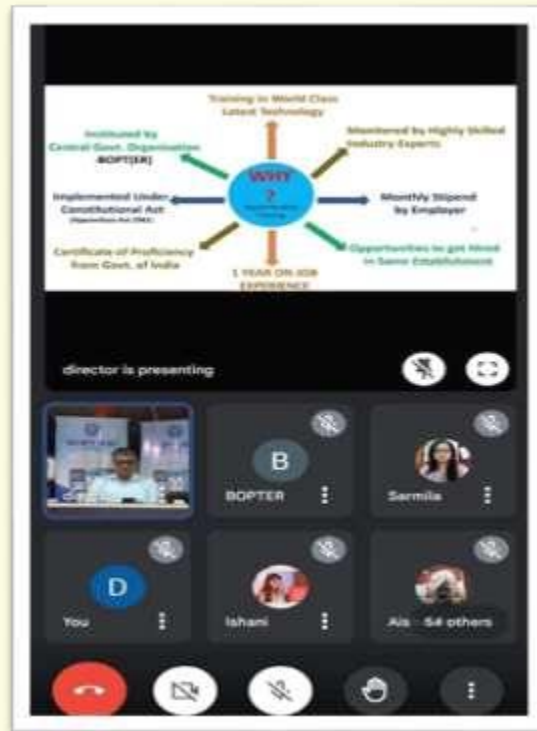 Training in World Class
Latest Technology
Instituted by
Central Govt. Organisation
-BOPT(ER)
Monitored by Highly Skilled
Industry Experts
WHY
?
Implemented Under
Constitutional Act
Monthly Stipend
by Employer
Certificate of Proficiency
from Govt. of India
Opportunities to get Hired
in Same Establishment
1 YEAR ON-JOB
EXPERIENCE
director is presenting
B
BOPTER
Sarmila
D
You
Ishani
Ais
54 others